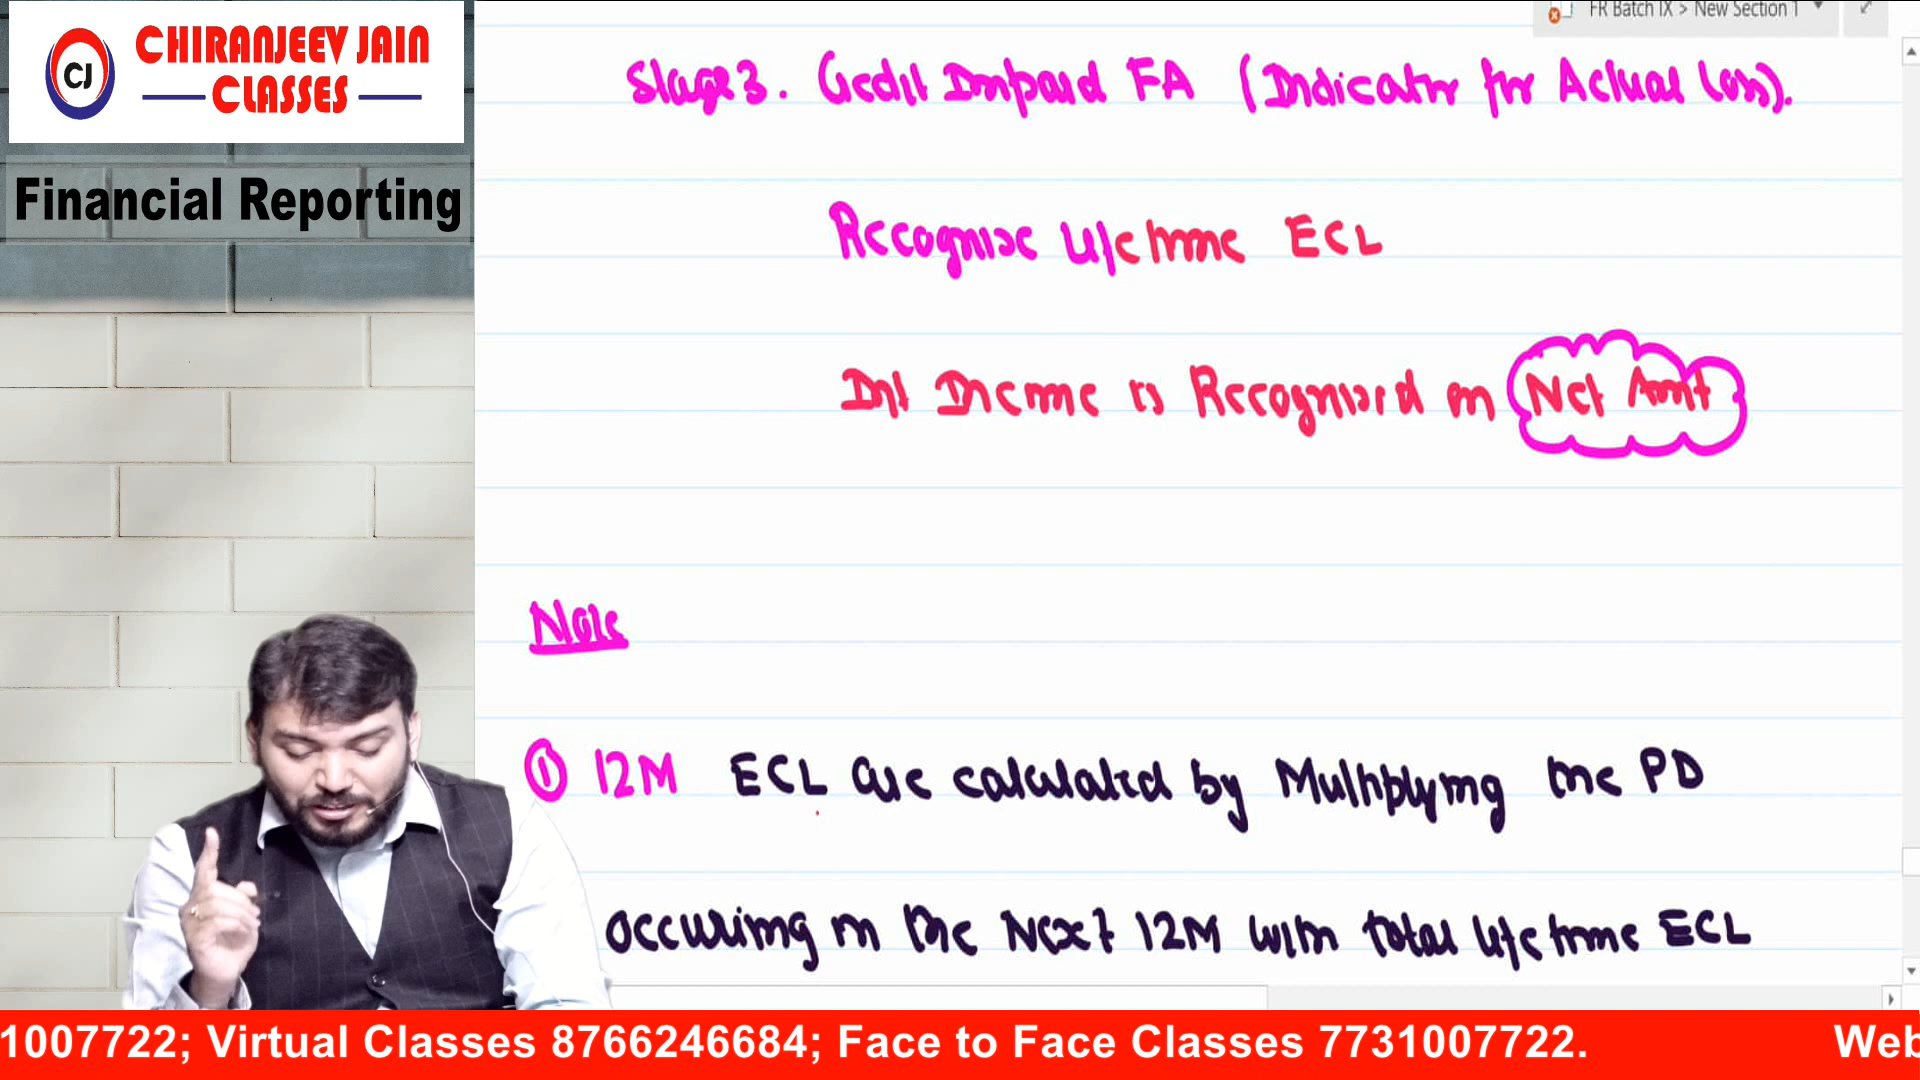 CHIRANJEEV JAIN
CJ
CLASSES
Financial Reporting
FR Batch IX > New Section 1
Stage 3. Credit Impaired FA (Indicator for Actual Loss).
Recognise Lifetime ECL
Int Income is Recognised on Net Amt
Note
① 12M ECL are calculated by Multiplying the PD
occuring in the Next 12M with total lifetime ECL
1007722; Virtual Classes 8766246684; Face to Face Classes 7731007722. Web